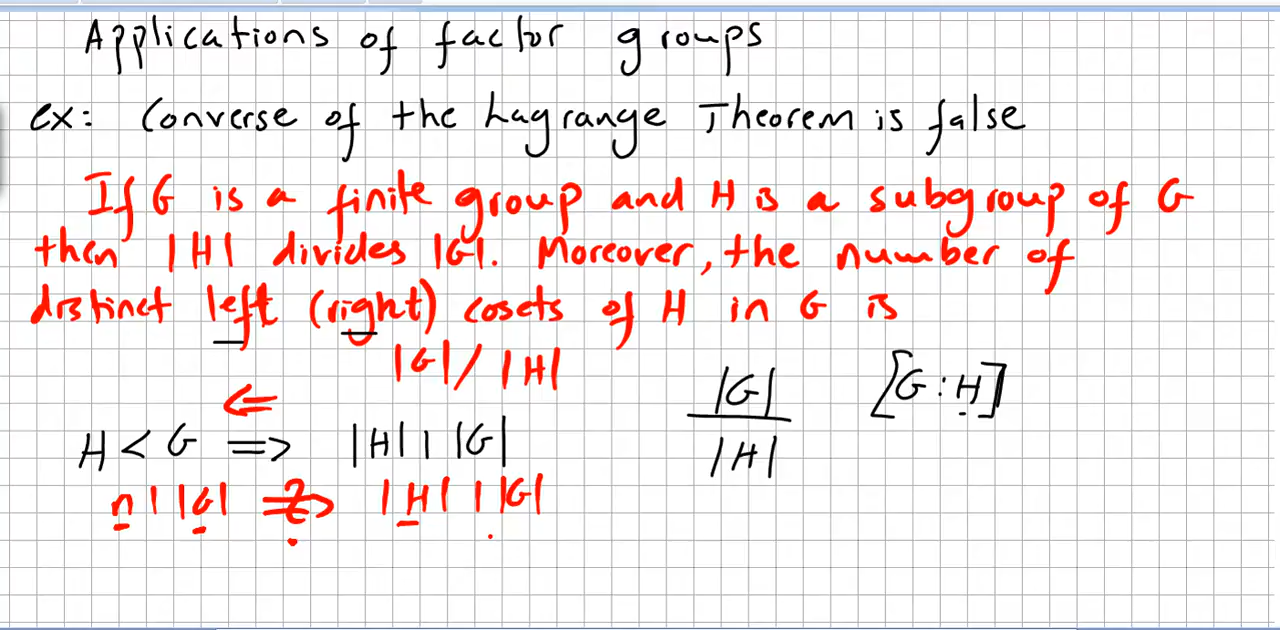 Applications of factor groups
ex: Converse of the Lagrange Theorem is false
If G is a finite group and H is a subgroup of G
then |H| divides |G|. Moreover, the number of
distinct left (right) cosets of H in G is
|G| / |H|
⇐
|G| / |H|
[G : H]
H < G ⇒ |H| | |G|
n | |G| ?⇒ |H| | |G|